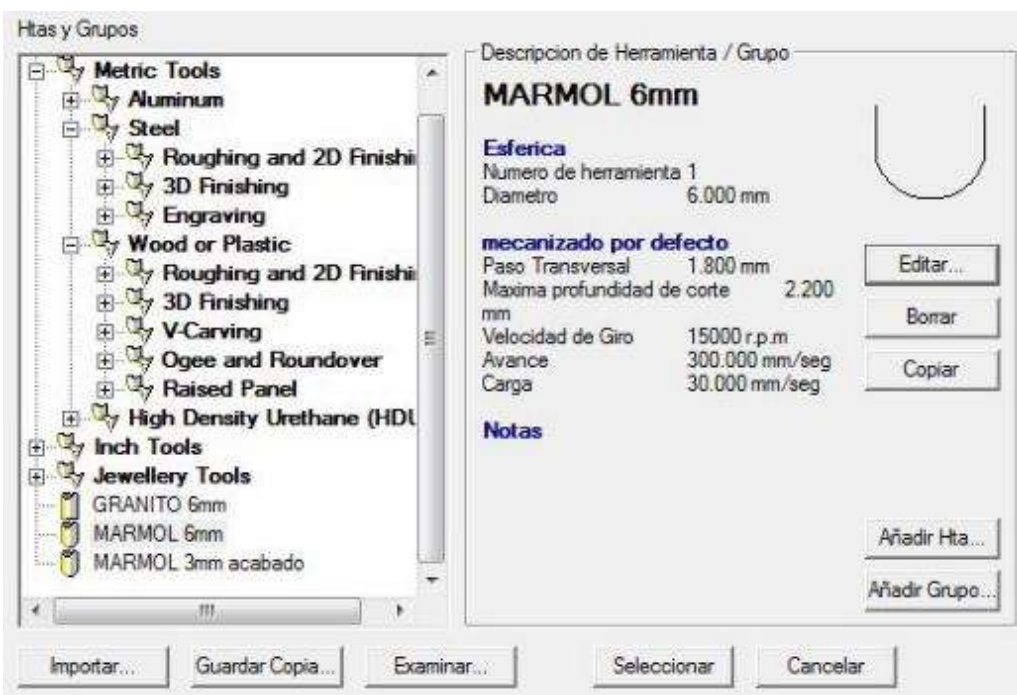 Htas y Grupos
Metric Tools
Aluminum
Steel
Roughing and 2D Finishi
3D Finishing
Engraving
Wood or Plastic
Roughing and 2D Finishi
3D Finishing
V-Carving
Ogee and Roundover
Raised Panel
High Density Urethane (HDU
Inch Tools
Jewellery Tools
GRANITO 6mm
MARMOL 6mm
MARMOL 3mm acabado
Descripcion de Herramienta / Grupo
MARMOL 6mm
Esferica
Numero de herramienta 1
Diametro 6.000 mm
mecanizado por defecto
Paso Transversal 1.800 mm
Maxima profundidad de corte 2.200
mm
Velocidad de Giro 15000 r.p.m
Avance 300.000 mm/seg
Carga 30.000 mm/seg
Notas
Editar...
Borrar
Copiar
Añadir Hta...
Añadir Grupo...
Importar... Guardar Copia... Examinar... Seleccionar Cancelar